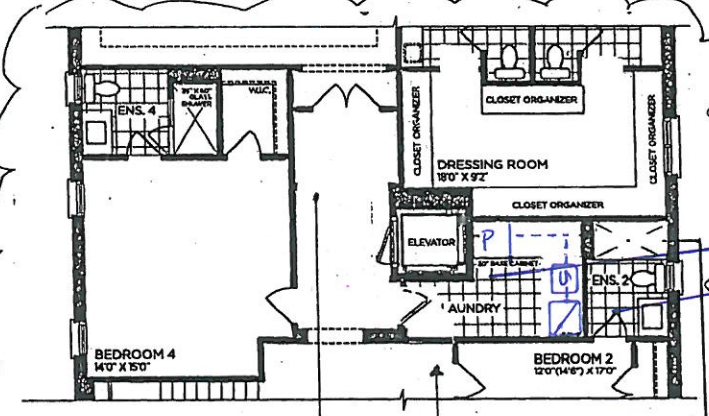 ENS. 4
36" X 60"
GLASS
SHOWER
W.I.C.
CLOSET ORGANIZER
CLOSET ORGANIZER
CLOSET ORGANIZER
DRESSING ROOM
18'0" X 9'2"
CLOSET ORGANIZER
ELEVATOR
P
BASE CABINET
ENS. 2
AUNDRY
BEDROOM 4
14'0" X 15'0"
BEDROOM 2
12'0"(14'6") X 17'0"